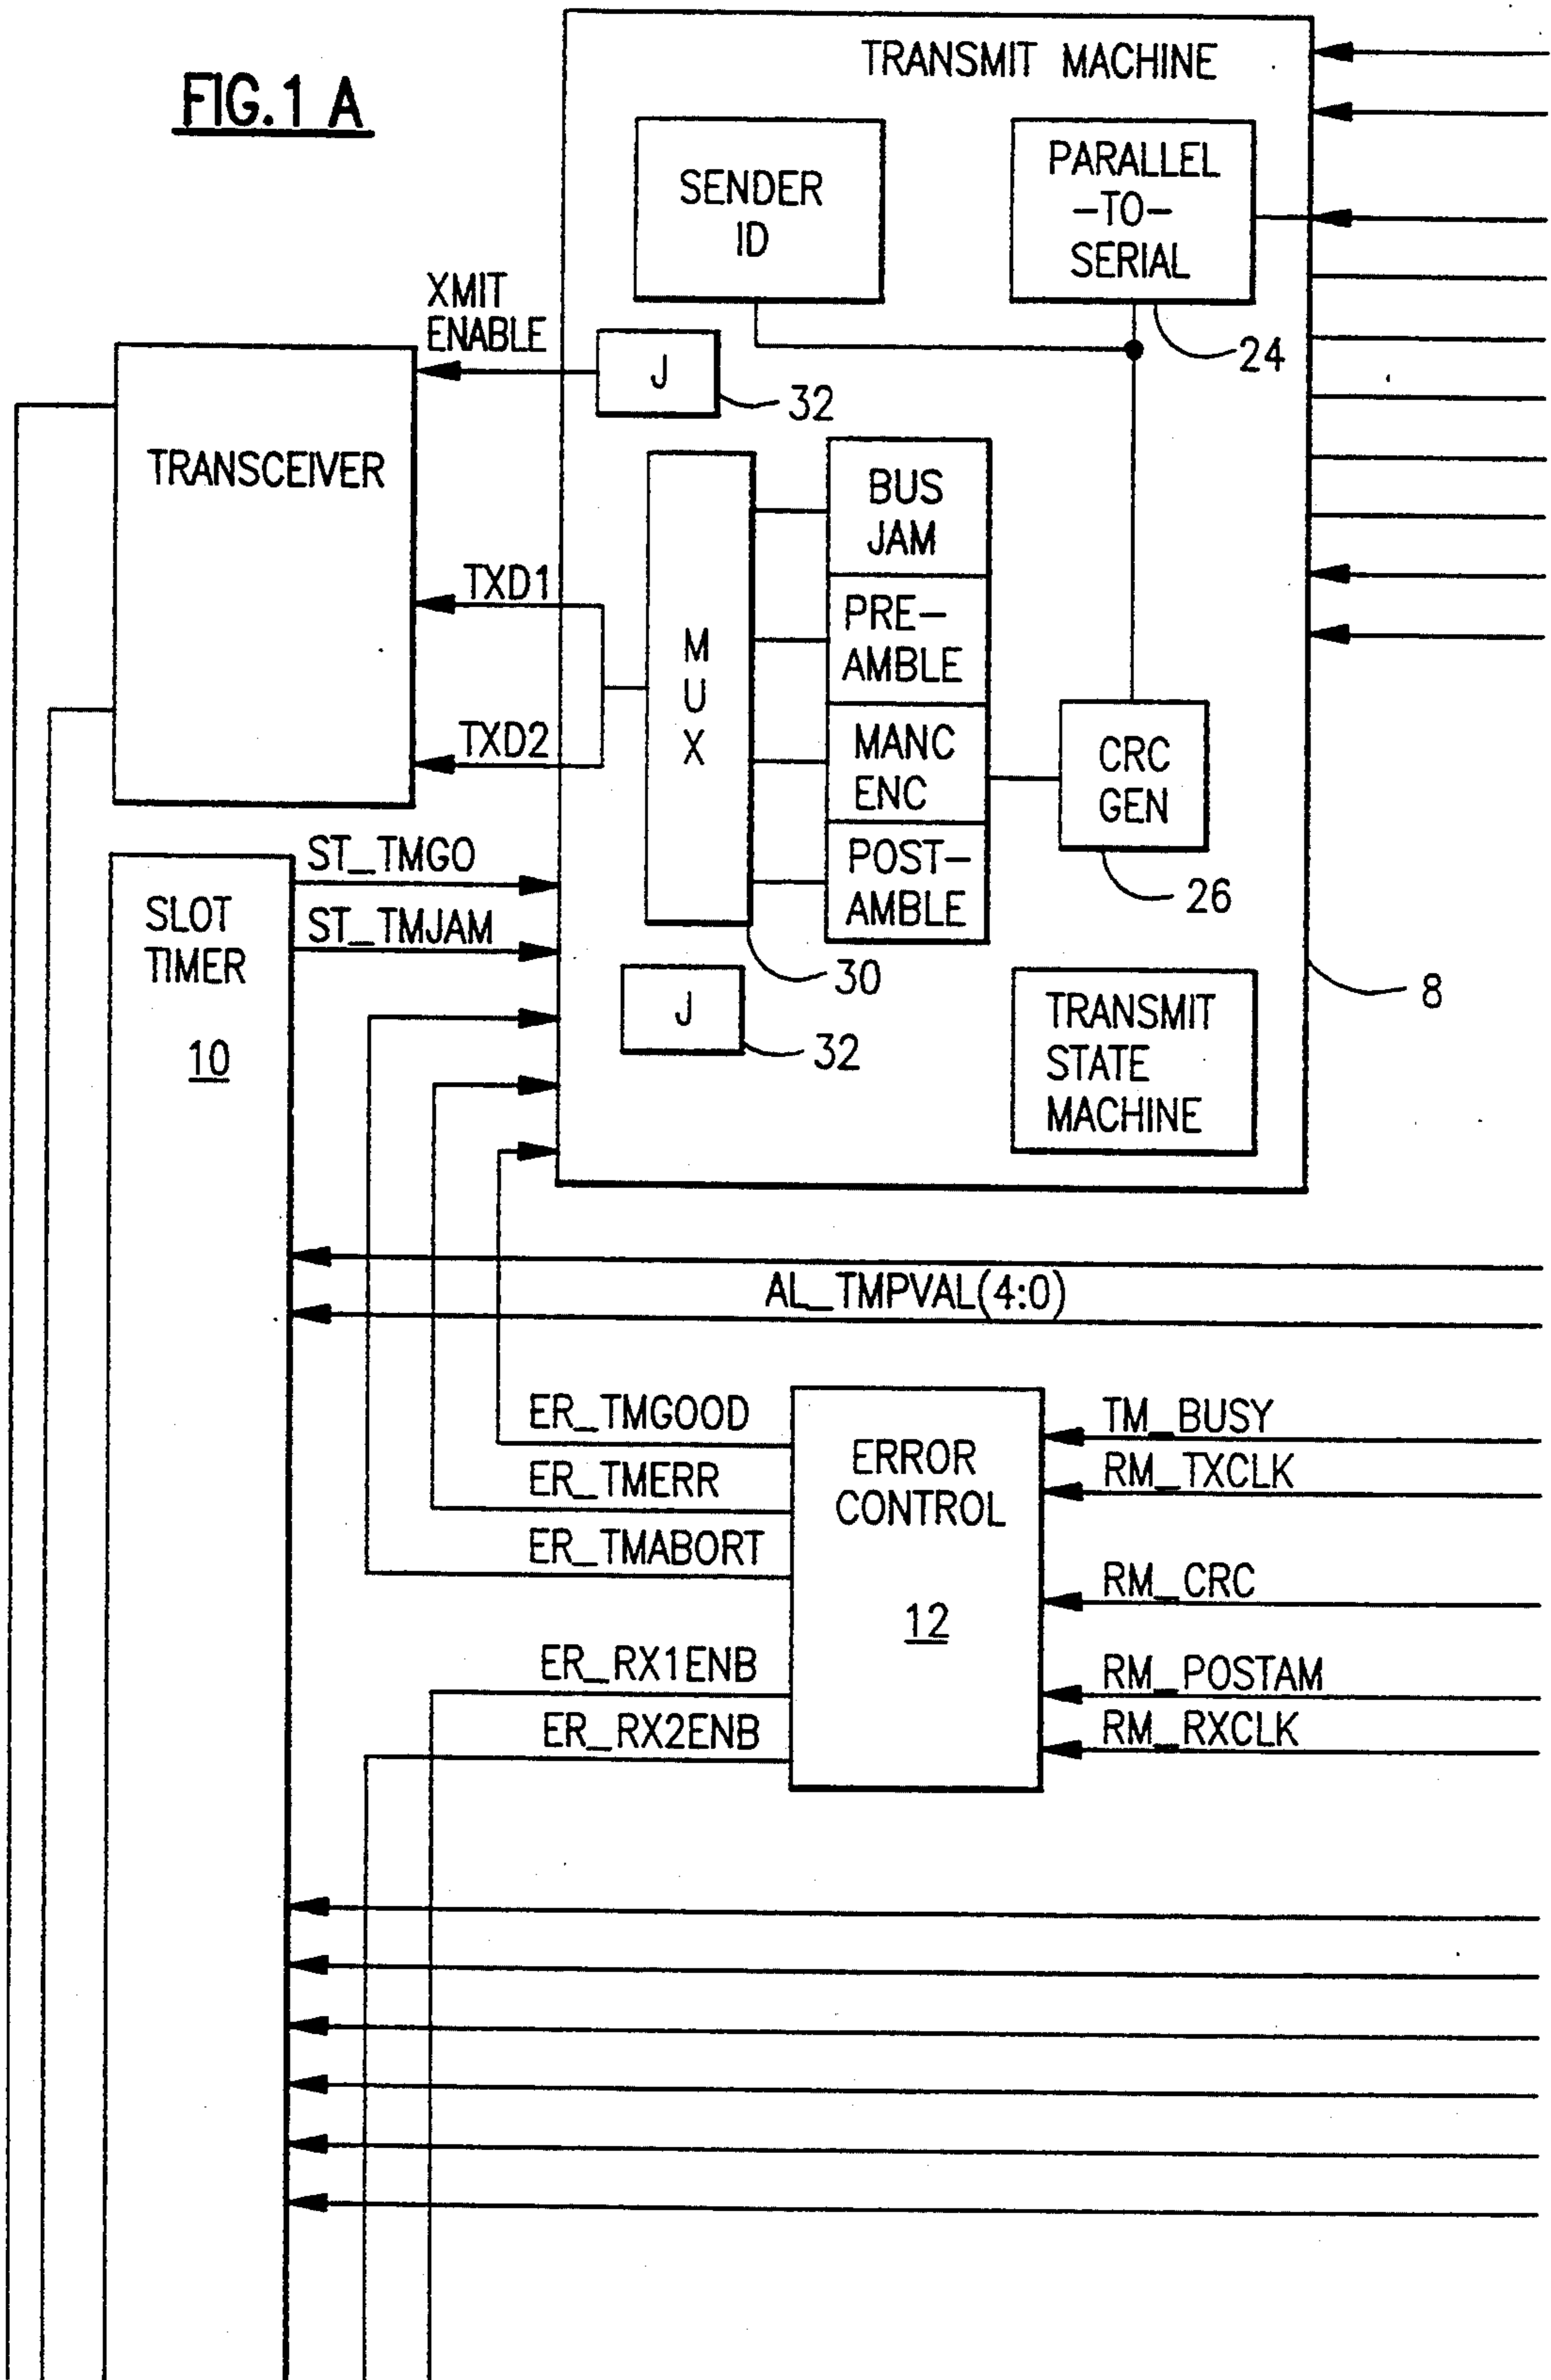 FIG.1 A
TRANSMIT MACHINE
SENDER
ID
PARALLEL
-TO-
SERIAL
24
XMIT
ENABLE
J
32
TRANSCEIVER
TXD1
TXD2
M
U
X
BUS
JAM
PRE-
AMBLE
MANC
ENC
POST-
AMBLE
CRC
GEN
26
30
J
32
TRANSMIT
STATE
MACHINE
8
SLOT
TIMER
10
ST_TMGO
ST_TMJAM
AL_TMPVAL(4:0)
ER_TMGOOD
ER_TMERR
ER_TMABORT
ER_RX1ENB
ER_RX2ENB
ERROR
CONTROL
12
TM_BUSY
RM_TXCLK
RM_CRC
RM_POSTAM
RM_RXCLK